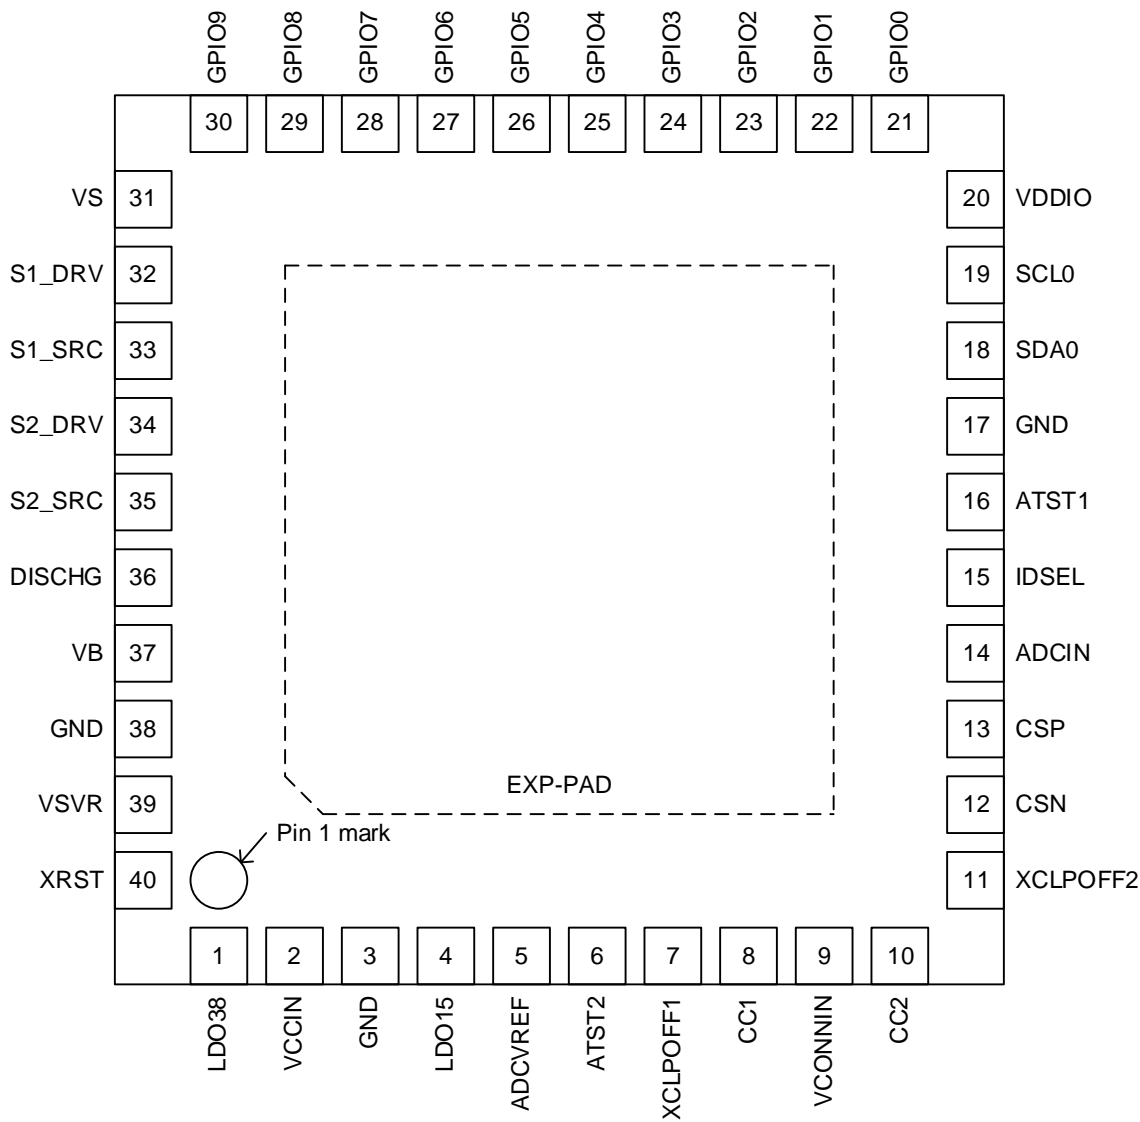 GPIO9
GPIO8
GPIO7
GPIO6
GPIO5
GPIO4
GPIO3
GPIO2
GPIO1
GPIO0
30
29
28
27
26
25
24
23
22
21
VS 31
20 VDDIO
S1_DRV 32
19 SCL0
S1_SRC 33
18 SDA0
S2_DRV 34
17 GND
S2_SRC 35
16 ATST1
DISCHG 36
15 IDSEL
VB 37
14 ADCIN
GND 38
13 CSP
EXP-PAD
VSVR 39
12 CSN
Pin 1 mark
XRST 40
11 XCLPOFF2
1
2
3
4
5
6
7
8
9
10
LDO38
VCCIN
GND
LDO15
ADCVREF
ATST2
XCLPOFF1
CC1
VCONNIN
CC2